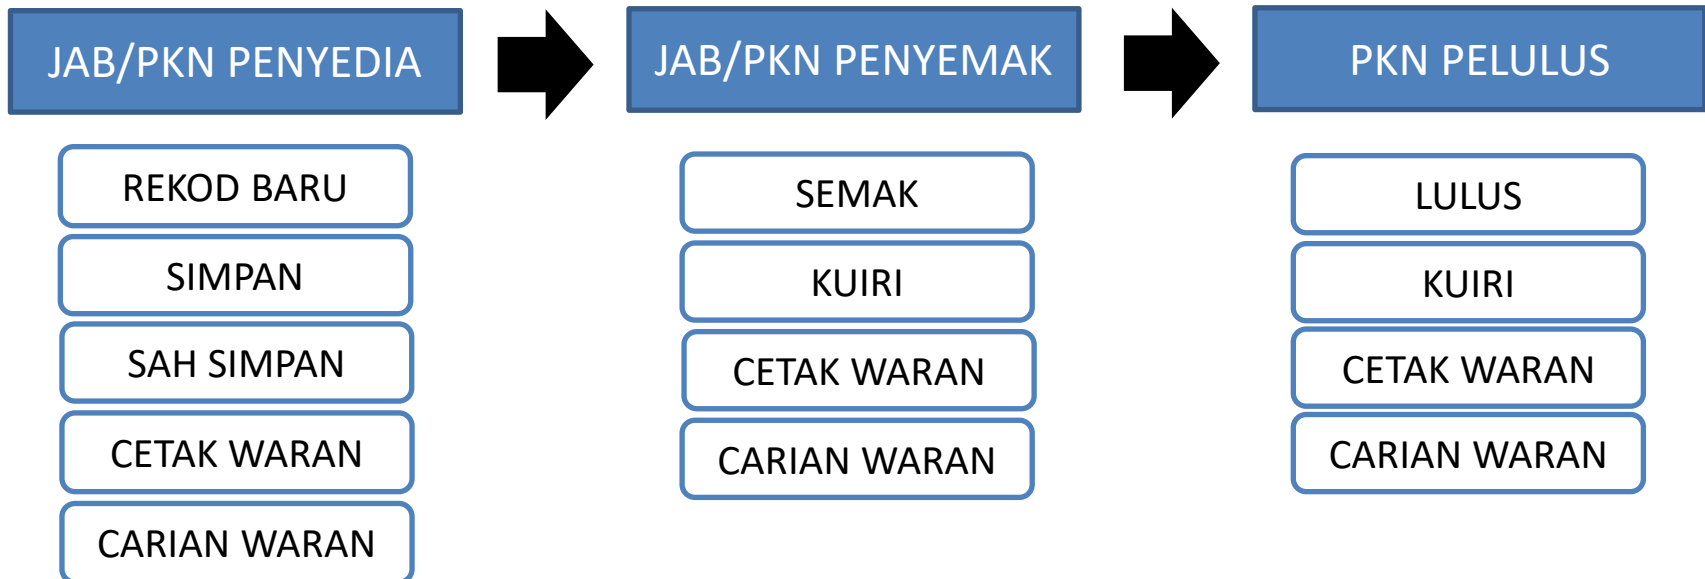 JAB/PKN PENYEDIA
JAB/PKN PENYEMAK
PKN PELULUS
REKOD BARU
SIMPAN
SAH SIMPAN
CETAK WARAN
CARIAN WARAN
SEMAK
KUIRI
CETAK WARAN
CARIAN WARAN
LULUS
KUIRI
CETAK WARAN
CARIAN WARAN